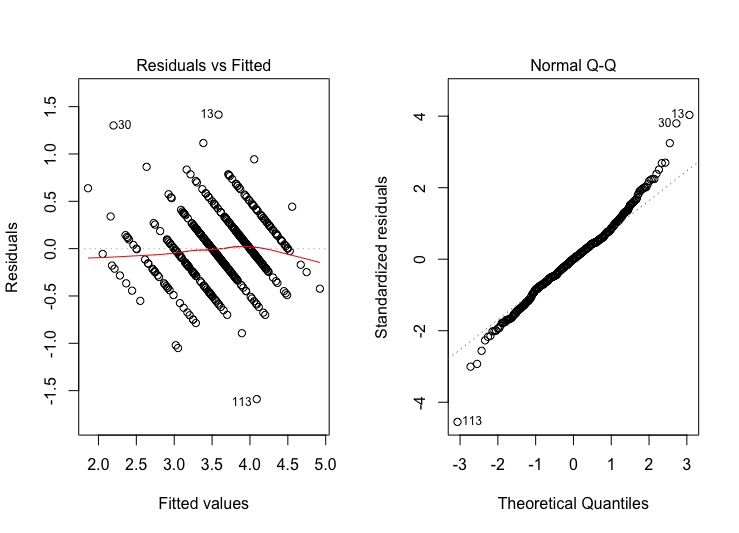 Residuals vs Fitted
1.5
1.0
0.5
0.0
-0.5
-1.0
-1.5
Residuals
13
30
113
2.0 2.5 3.0 3.5 4.0 4.5 5.0
Fitted values
Normal Q-Q
4
2
0
-2
-4
Standardized residuals
13
30
113
-3 -2 -1 0 1 2 3
Theoretical Quantiles